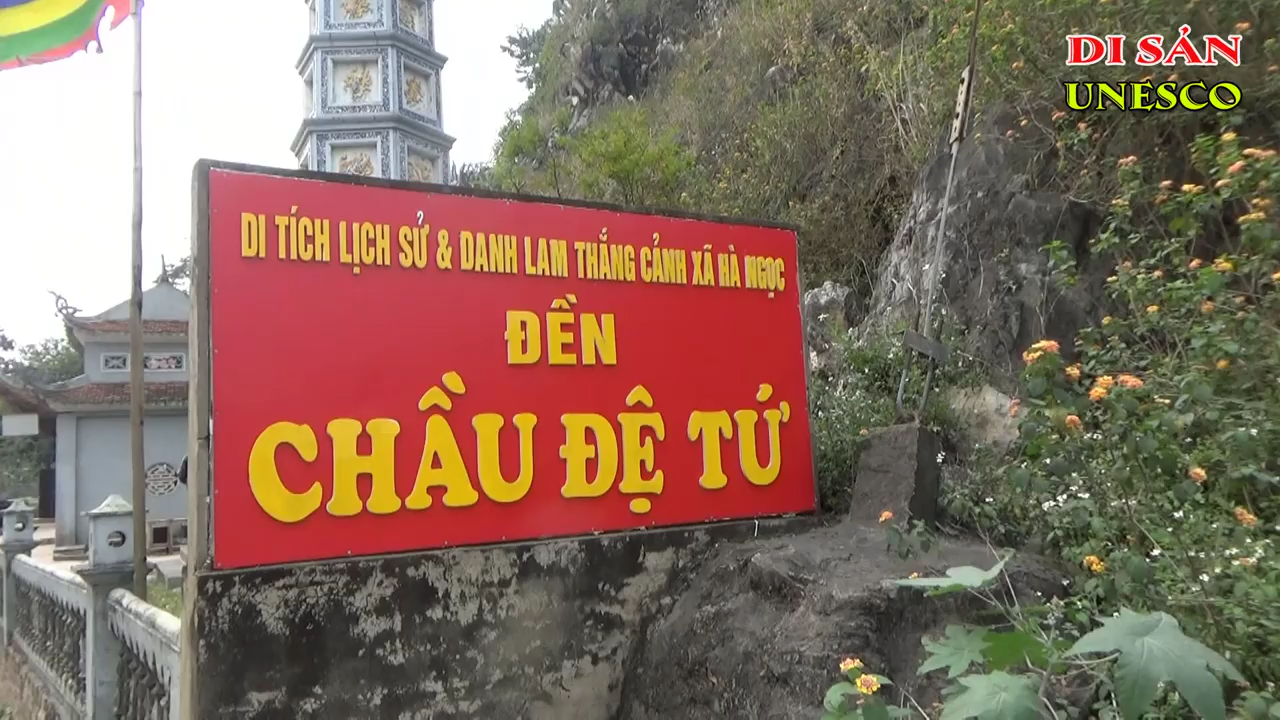 DI SẢN
UNESCO
DI TÍCH LỊCH SỬ & DANH LAM THẮNG CẢNH XÃ HÀ NGỌC
ĐỀN
CHẦU ĐỆ TỨ